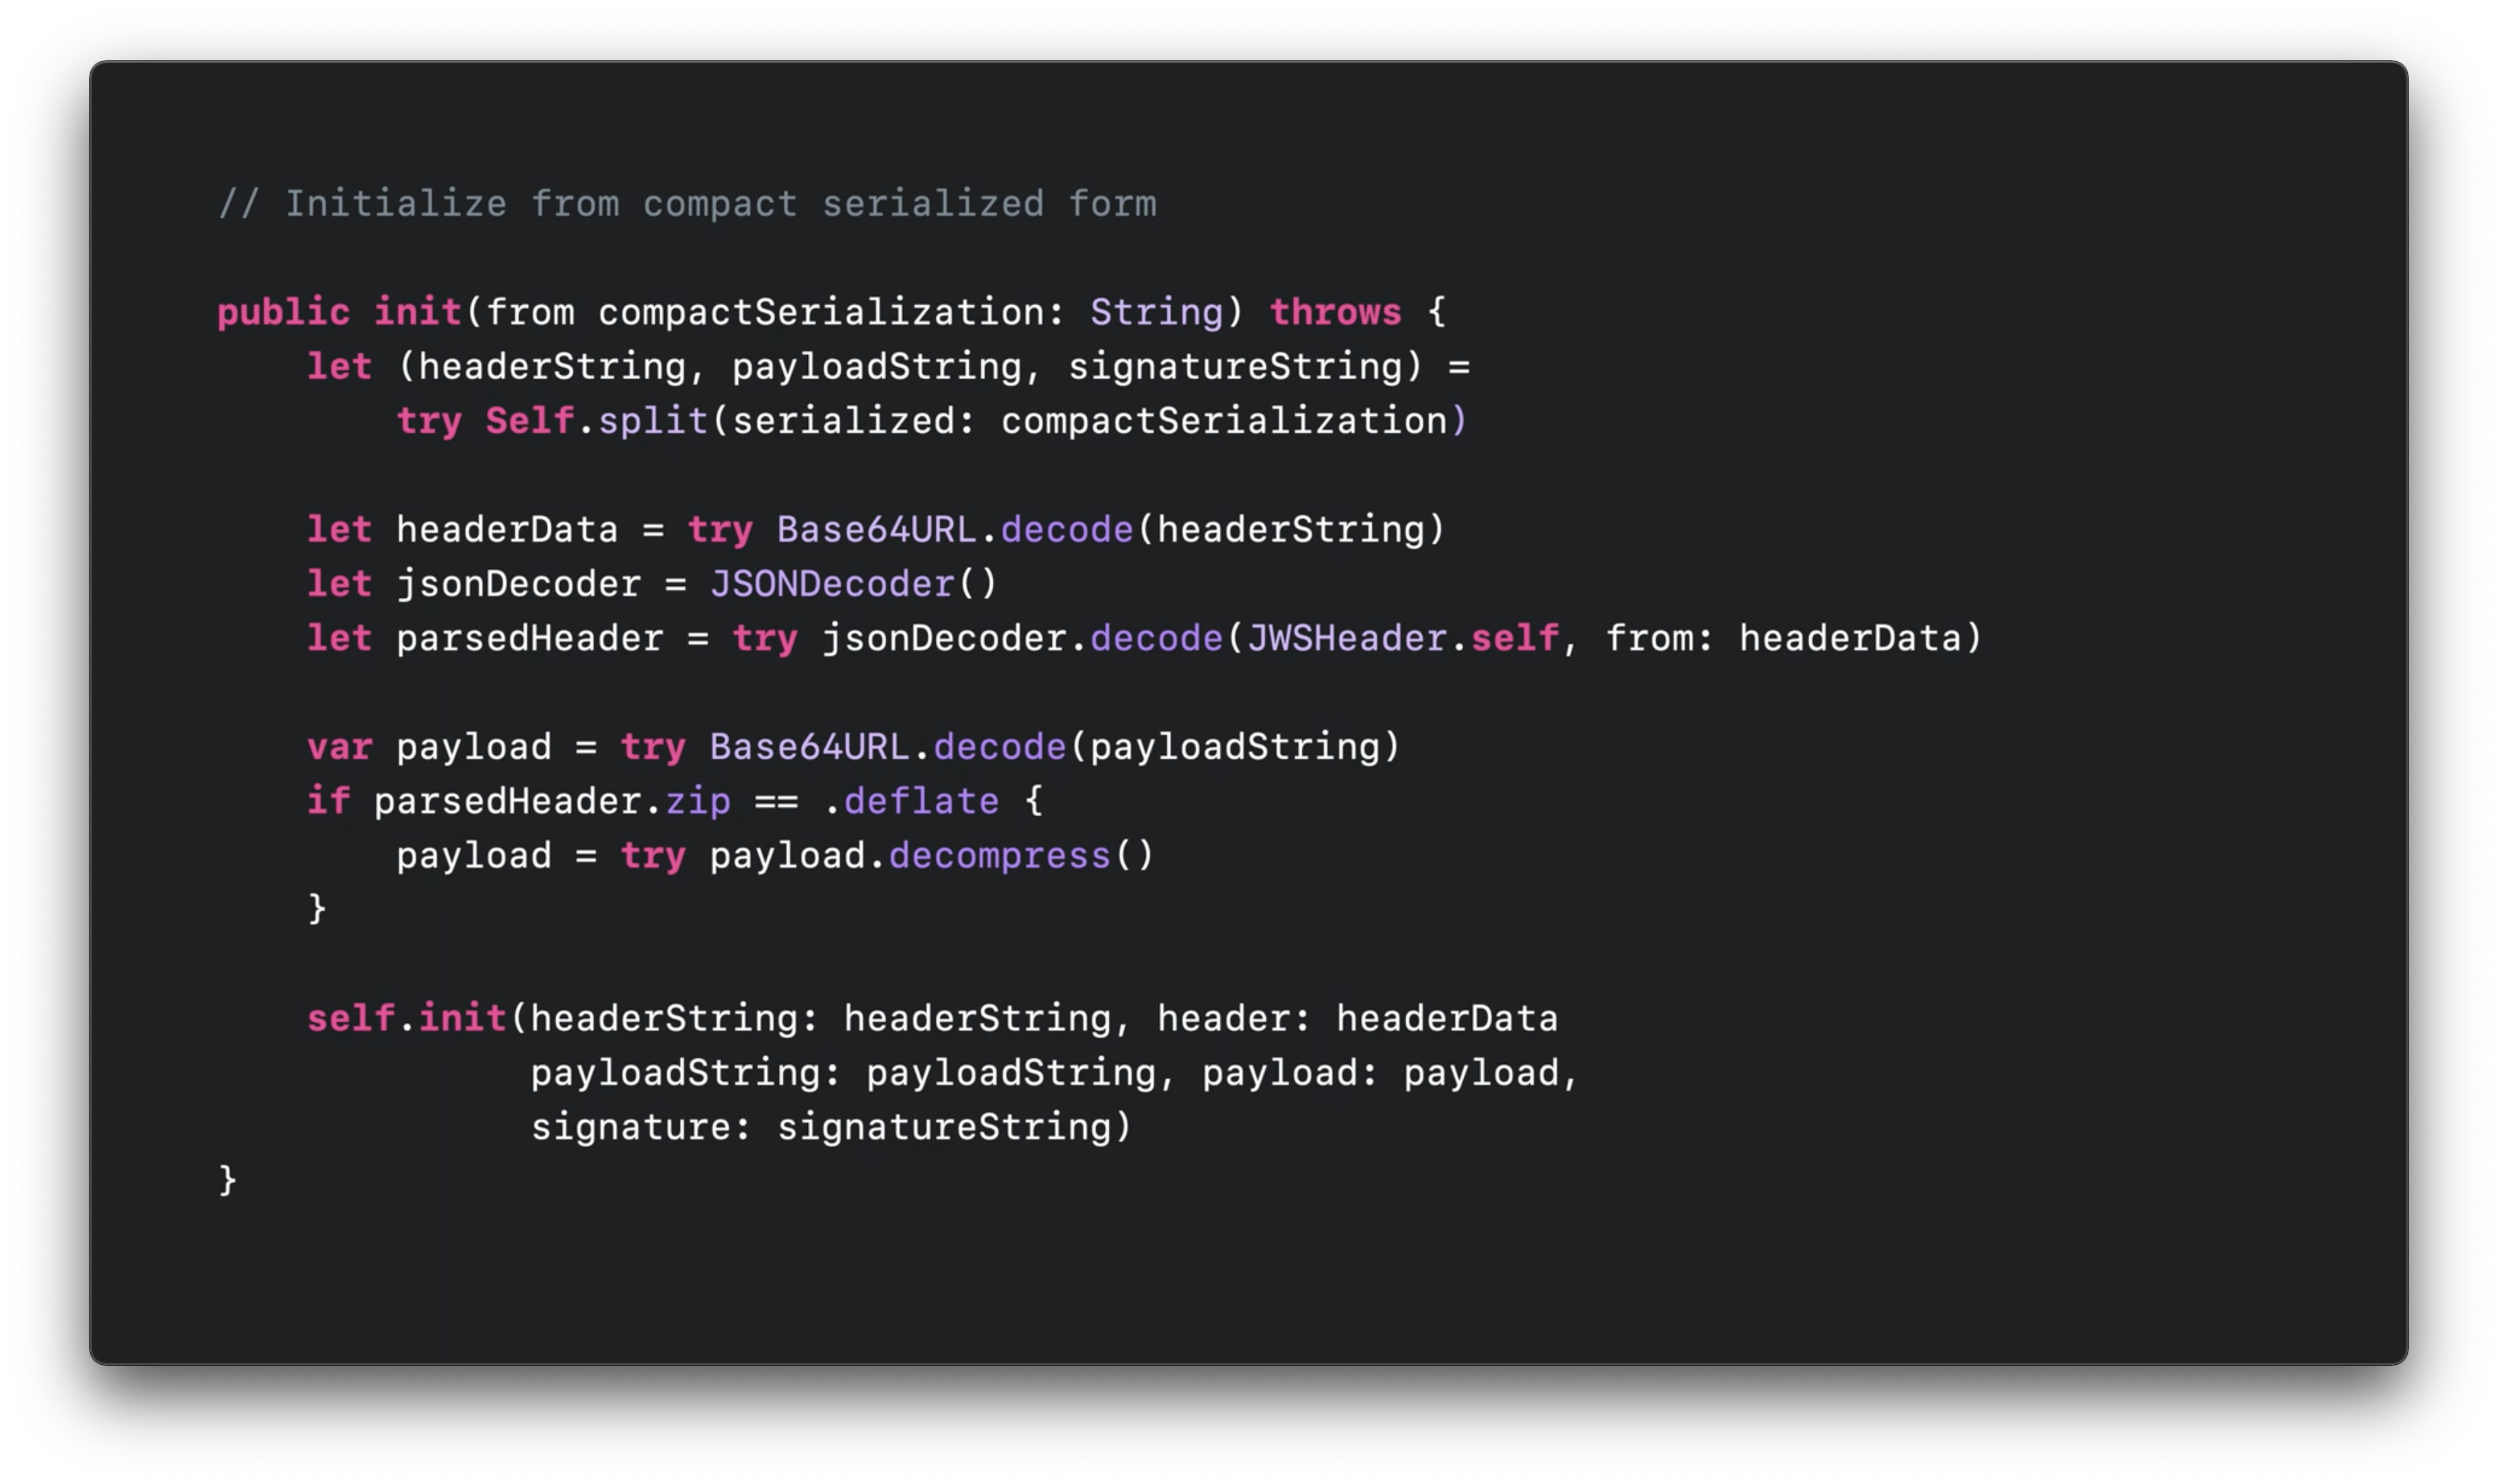 // Initialize from compact serialized form
public init(from compactSerialization: String) throws {
let (headerString, payloadString, signatureString) =
try Self.split(serialized: compactSerialization)
let headerData = try Base64URL.decode(headerString)
let jsonDecoder = JSONDecoder()
let parsedHeader = try jsonDecoder.decode(JWSHeader.self, from: headerData)
var payload = try Base64URL.decode(payloadString)
if parsedHeader.zip == .deflate {
payload = try payload.decompress()
}
self.init(headerString: headerString, header: headerData
payloadString: payloadString, payload: payload,
signature: signatureString)
}